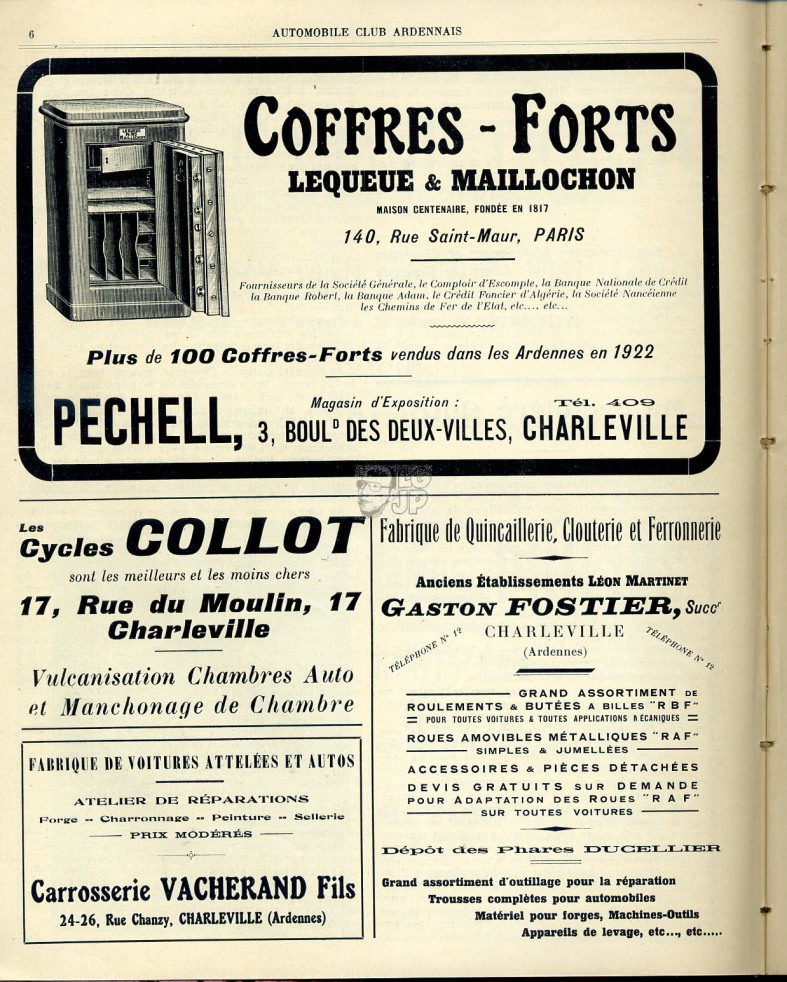 6
AUTOMOBILE CLUB ARDENNAIS
COFFRES - FORTS
LEQUEUE & MAILLOCHON
MAISON CENTENAIRE, FONDÉE EN 1817
140, Rue Saint-Maur, PARIS
Fournisseurs de la Société Générale, le Comptoir d'Escompte, la Banque Nationale de Crédit
la Banque Robert, la Banque Adam, le Crédit Foncier d'Algérie, la Société Nancéienne
les Chemins de Fer de l'Etat, etc.... etc...
Plus de 100 Coffres-Forts vendus dans les Ardennes en 1922
Magasin d'Exposition : Tél. 409
PECHELL, 3, BOUL^D DES DEUX-VILLES, CHARLEVILLE
LGJP
Les
Cycles COLLOT
sont les meilleurs et les moins chers
17, Rue du Moulin, 17
Charleville
Vulcanisation Chambres Auto
et Manchonage de Chambre
FABRIQUE DE VOITURES ATTELÉES ET AUTOS
ATELIER DE RÉPARATIONS
Forge -- Charronnage -- Peinture -- Sellerie
PRIX MODÉRÉS
Carrosserie VACHERAND Fils
24-26, Rue Chanzy, CHARLEVILLE (Ardennes)
Fabrique de Quincaillerie, Clouterie et Ferronnerie
Anciens Établissements LÉON MARTINET
GASTON FOSTIER, Succ^r
TÉLÉPHONE N° 12 CHARLEVILLE TÉLÉPHONE N° 12
(Ardennes)
GRAND ASSORTIMENT DE
ROULEMENTS & BUTÉES A BILLES "RBF"
POUR TOUTES VOITURES & TOUTES APPLICATIONS MÉCANIQUES
ROUES AMOVIBLES MÉTALLIQUES "RAF"
SIMPLES & JUMELLÉES
ACCESSOIRES & PIÈCES DÉTACHÉES
DEVIS GRATUITS SUR DEMANDE
POUR ADAPTATION DES ROUES "RAF"
SUR TOUTES VOITURES
Dépôt des Phares DUCELLIER
Grand assortiment d'outillage pour la réparation
Trousses complètes pour automobiles
Matériel pour forges, Machines-Outils
Appareils de levage, etc..., etc.....